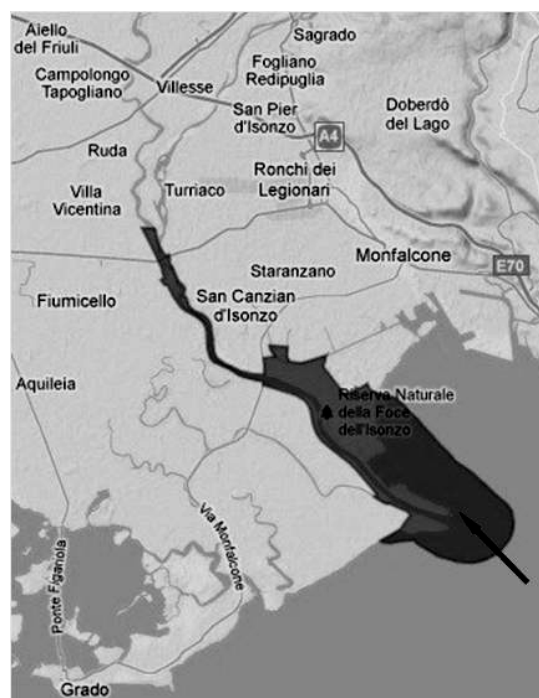 Aiello
del Friuli
Sagrado
Campolongo
Tapogliano
Fogliano
Redipuglia
Villesse
San Pier
d'Isonzo
Doberdò
del Lago
A4
Ruda
Ronchi dei
Legionari
Villa
Vicentina
Turriaco
Monfalcone
E70
Staranzano
Fiumicello
San Canzian
d'Isonzo
Aquileia
Riserva Naturale
della Foce
dell'Isonzo
Via Monfalcone
Ponte Figariola
Grado